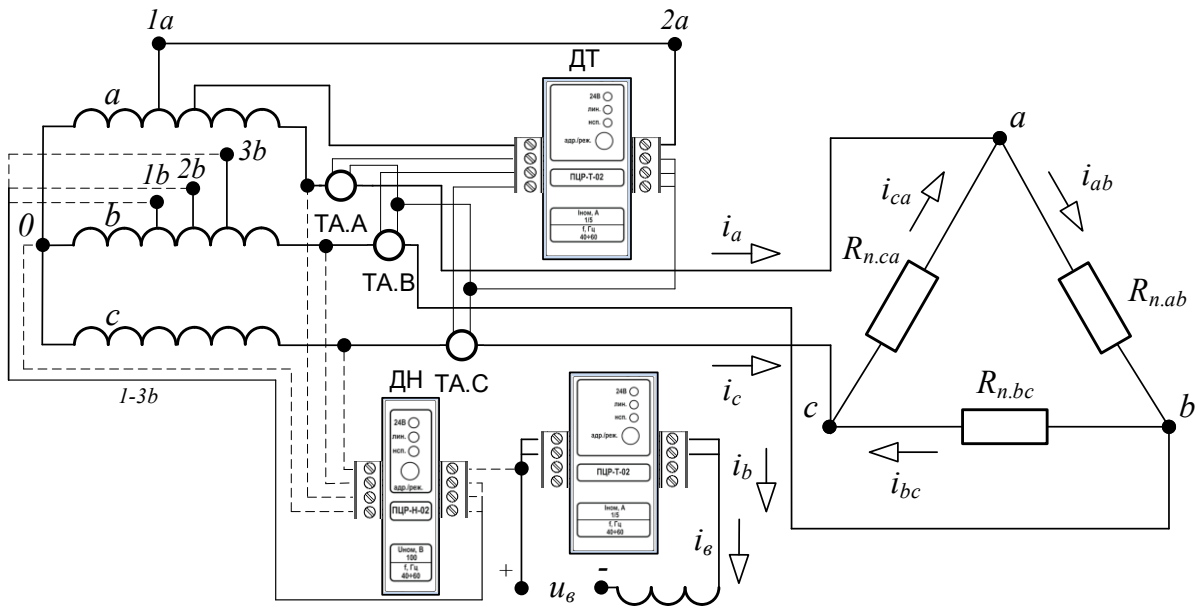 1a
2a
ДТ
a
3b
2b
1b
b
0
TA.A
TA.B
c
24В
лин.
нсп.
адр./реж.
ПЦР-Т-02
Iном, А
1/5
f, Гц
40÷60
a
i_ca
i_ab
i_a
R_n.ca
R_n.ab
1-3b
ДН
TA.C
i_c
c
R_n.bc
b
i_bc
24В
лин.
нсп.
адр./реж.
ПЦР-Н-02
Uном, В
100
f, Гц
40÷60
24В
лин.
нсп.
адр./реж.
ПЦР-Т-02
Iном, А
1/5
f, Гц
40÷60
i_b
i_в
+
u_в
-